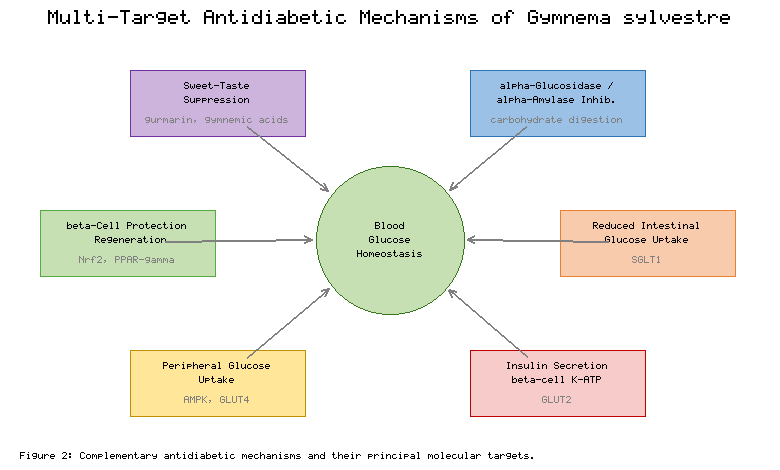 Multi-Target Antidiabetic Mechanisms of Gymnema sylvestre
Sweet-Taste
Suppression
gurmarin, gymnemic acids
alpha-Glucosidase /
alpha-Amylase Inhib.
carbohydrate digestion
beta-Cell Protection
Regeneration
Nrf2, PPAR-gamma
Blood
Glucose
Homeostasis
Reduced Intestinal
Glucose Uptake
SGLT1
Peripheral Glucose
Uptake
AMPK, GLUT4
Insulin Secretion
beta-cell K-ATP
GLUT2
Figure 2: Complementary antidiabetic mechanisms and their principal molecular targets.